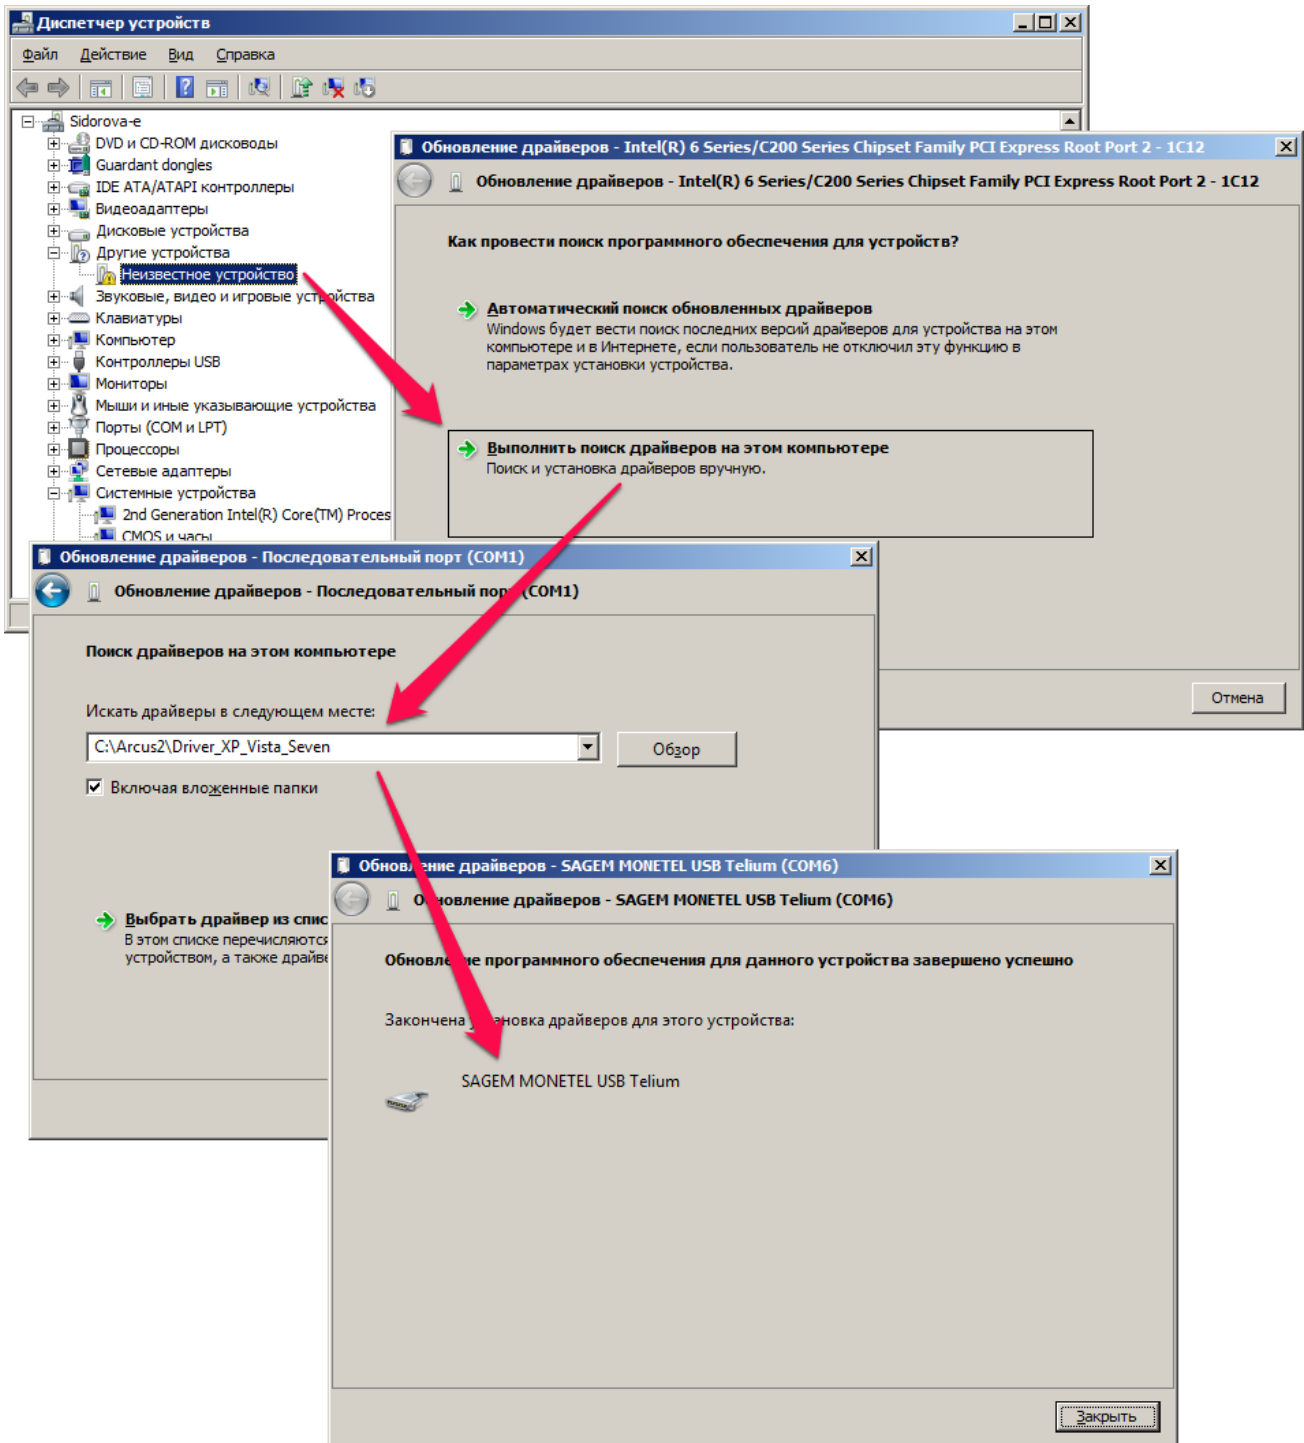 Диспетчер устройств
Файл Действие Вид Справка
Sidorova-e
DVD и CD-ROM дисководы
Guardant dongles
IDE ATA/ATAPI контроллеры
Видеоадаптеры
Дисковые устройства
Другие устройства
Неизвестное устройство
Звуковые, видео и игровые устройства
Клавиатуры
Компьютер
Контроллеры USB
Мониторы
Мыши и иные указывающие устройства
Порты (COM и LPT)
Процессоры
Сетевые адаптеры
Системные устройства
2nd Generation Intel(R) Core(TM) Proces
CMOS и часы
Обновление драйверов - Intel(R) 6 Series/C200 Series Chipset Family PCI Express Root Port 2 - 1C12
Обновление драйверов - Intel(R) 6 Series/C200 Series Chipset Family PCI Express Root Port 2 - 1C12
Как провести поиск программного обеспечения для устройств?
Автоматический поиск обновленных драйверов
Windows будет вести поиск последних версий драйверов для устройства на этом
компьютере и в Интернете, если пользователь не отключил эту функцию в
параметрах установки устройства.
Выполнить поиск драйверов на этом компьютере
Поиск и установка драйверов вручную.
Отмена
Обновление драйверов - Последовательный порт (COM1)
Обновление драйверов - Последовательный порт (COM1)
Поиск драйверов на этом компьютере
Искать драйверы в следующем месте:
C:\Arcus2\Driver_XP_Vista_Seven
Обзор
Включая вложенные папки
Выбрать драйвер из спис
В этом списке перечисляются
устройством, а также драйве
Обновление драйверов - SAGEM MONETEL USB Telium (COM6)
Обновление драйверов - SAGEM MONETEL USB Telium (COM6)
Обновление программного обеспечения для данного устройства завершено успешно
Закончена установка драйверов для этого устройства:
SAGEM MONETEL USB Telium
Закрыть